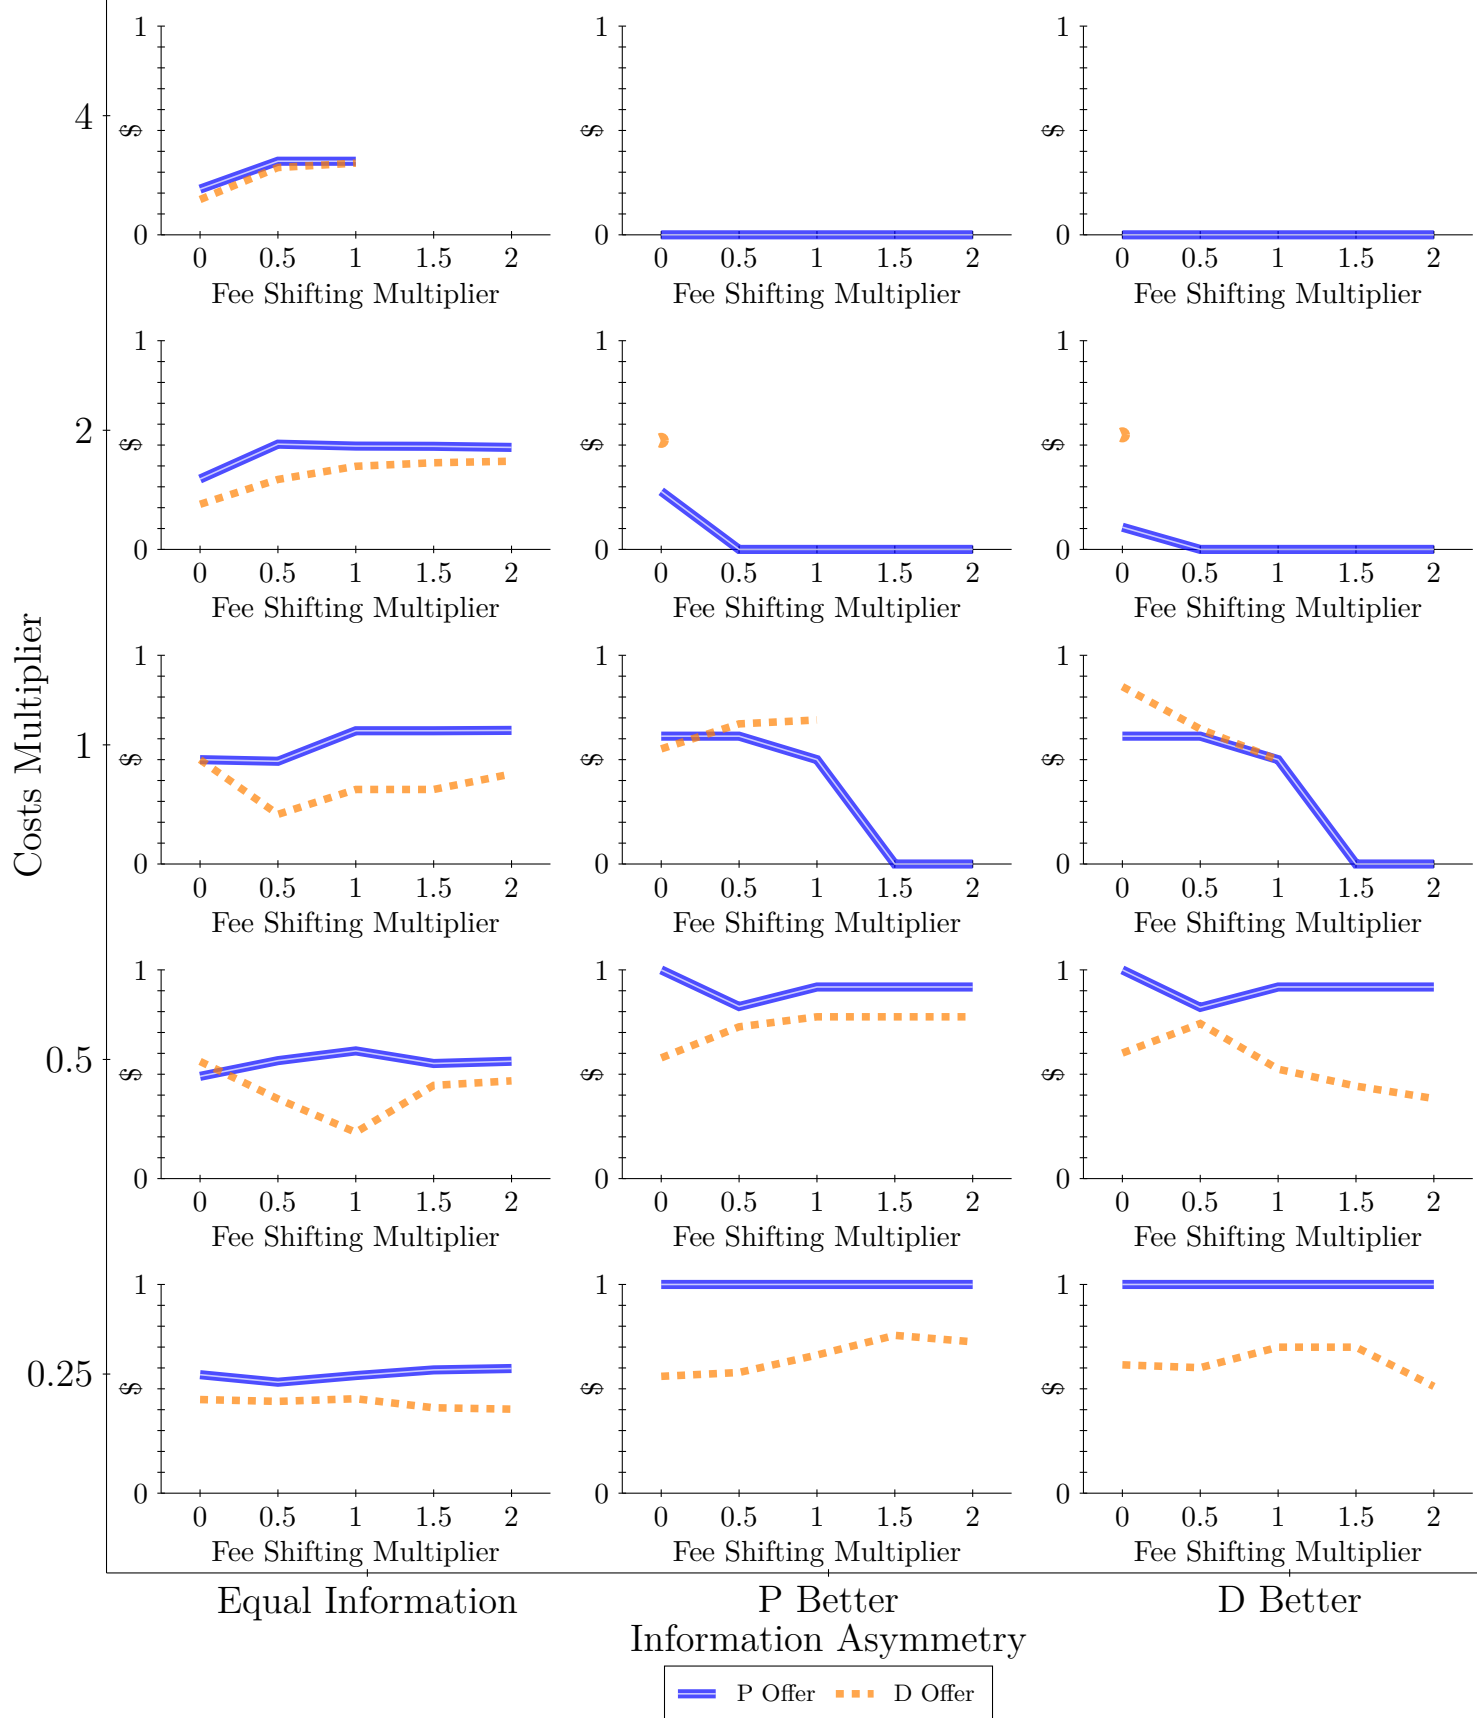 Costs Multiplier
4
1 1 1
$ $ $
0 0 0
0 0.5 1 1.5 2 0 0.5 1 1.5 2 0 0.5 1 1.5 2
Fee Shifting Multiplier Fee Shifting Multiplier Fee Shifting Multiplier
2
1 1 1
$ $ $
0 0 0
0 0.5 1 1.5 2 0 0.5 1 1.5 2 0 0.5 1 1.5 2
Fee Shifting Multiplier Fee Shifting Multiplier Fee Shifting Multiplier
1
1 1 1
$ $ $
0 0 0
0 0.5 1 1.5 2 0 0.5 1 1.5 2 0 0.5 1 1.5 2
Fee Shifting Multiplier Fee Shifting Multiplier Fee Shifting Multiplier
0.5
1 1 1
$ $ $
0 0 0
0 0.5 1 1.5 2 0 0.5 1 1.5 2 0 0.5 1 1.5 2
Fee Shifting Multiplier Fee Shifting Multiplier Fee Shifting Multiplier
0.25
1 1 1
$ $ $
0 0 0
0 0.5 1 1.5 2 0 0.5 1 1.5 2 0 0.5 1 1.5 2
Fee Shifting Multiplier Fee Shifting Multiplier Fee Shifting Multiplier
Equal Information P Better D Better
Information Asymmetry
P Offer D Offer